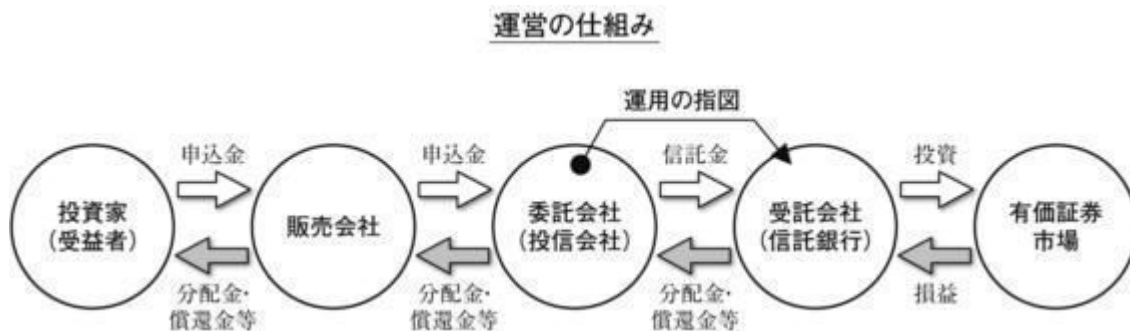 運営の仕組み
運用の指図
申込金
申込金
信託金
投資
投資家
（受益者）
販売会社
委託会社
（投信会社）
受託会社
（信託銀行）
有価証券
市場
分配金・
償還金等
分配金・
償還金等
分配金・
償還金等
損益